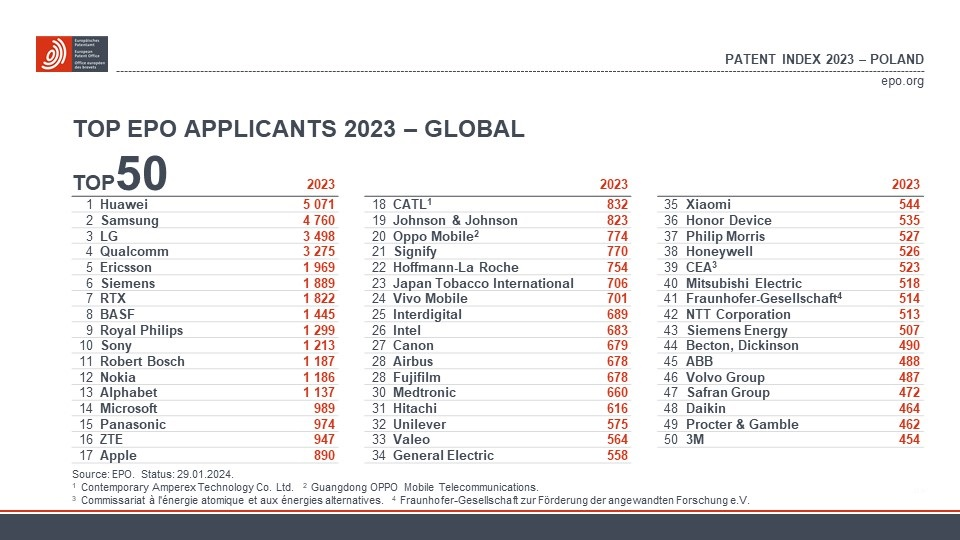 Europäisches
Patentamt
European
Patent Office
Office européen
des brevets
PATENT INDEX 2023 – POLAND
epo.org
TOP EPO APPLICANTS 2023 – GLOBAL
TOP50
2023
1 Huawei 5 071
2 Samsung 4 760
3 LG 3 498
4 Qualcomm 3 275
5 Ericsson 1 969
6 Siemens 1 889
7 RTX 1 822
8 BASF 1 445
9 Royal Philips 1 299
10 Sony 1 213
11 Robert Bosch 1 187
12 Nokia 1 186
13 Alphabet 1 137
14 Microsoft 989
15 Panasonic 974
16 ZTE 947
17 Apple 890
2023
18 CATL¹ 832
19 Johnson & Johnson 823
20 Oppo Mobile² 774
21 Signify 770
22 Hoffmann-La Roche 754
23 Japan Tobacco International 706
24 Vivo Mobile 701
25 Interdigital 689
26 Intel 683
27 Canon 679
28 Airbus 678
28 Fujifilm 678
30 Medtronic 660
31 Hitachi 616
32 Unilever 575
33 Valeo 564
34 General Electric 558
2023
35 Xiaomi 544
36 Honor Device 535
37 Philip Morris 527
38 Honeywell 526
39 CEA³ 523
40 Mitsubishi Electric 518
41 Fraunhofer-Gesellschaft⁴ 514
42 NTT Corporation 513
43 Siemens Energy 507
44 Becton, Dickinson 490
45 ABB 488
46 Volvo Group 487
47 Safran Group 472
48 Daikin 464
49 Procter & Gamble 462
50 3M 454
Source: EPO. Status: 29.01.2024.
¹ Contemporary Amperex Technology Co. Ltd. ² Guangdong OPPO Mobile Telecommunications.
³ Commissariat à l'énergie atomique et aux énergies alternatives. ⁴ Fraunhofer-Gesellschaft zur Förderung der angewandten Forschung e.V.